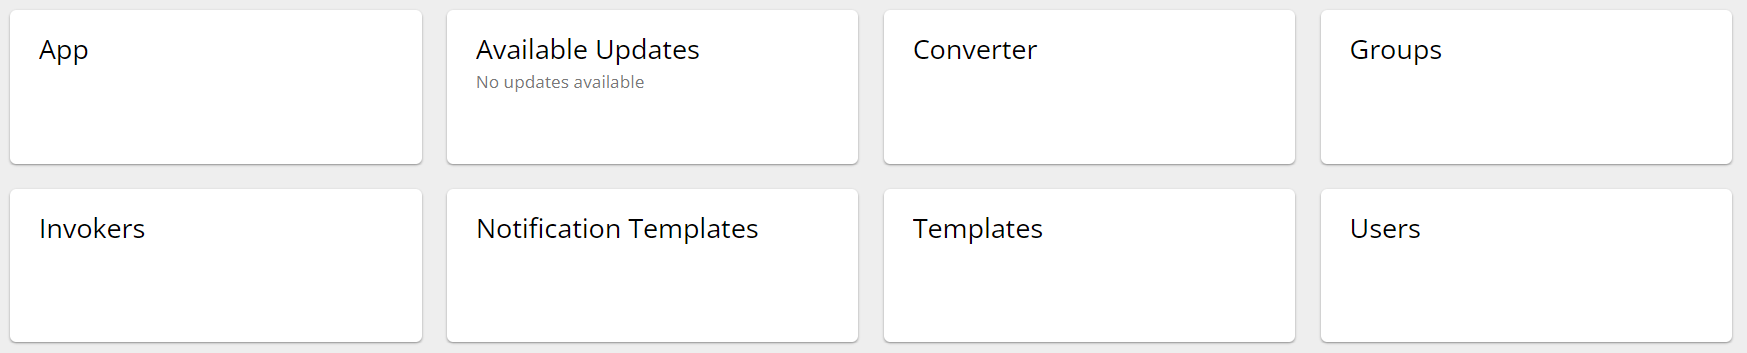 App
Available Updates
No updates available
Converter
Groups
Invokers
Notification Templates
Templates
Users